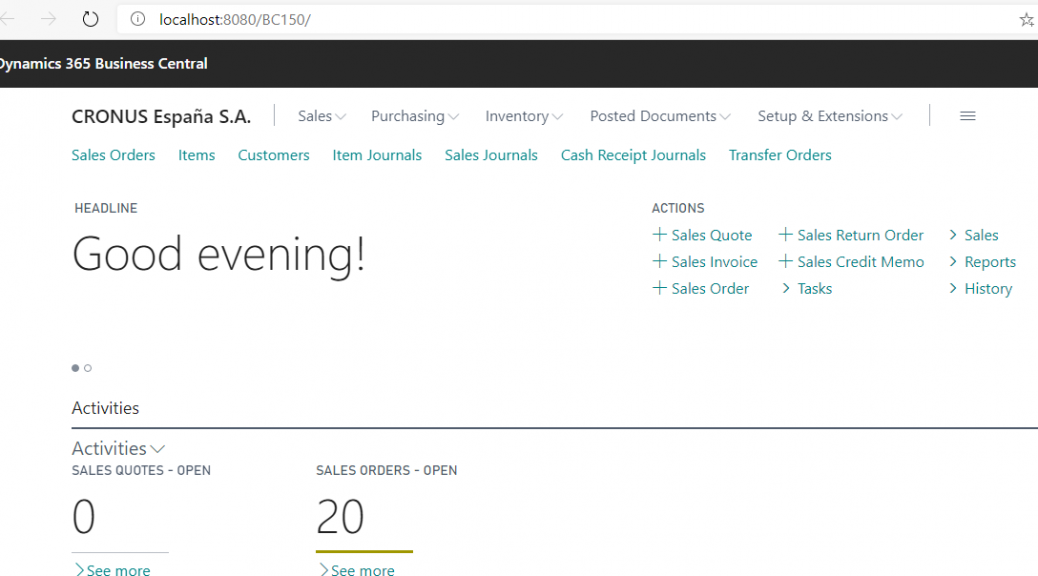 localhost:8080/BC150/
Dynamics 365 Business Central
CRONUS España S.A. Sales Purchasing Inventory Posted Documents Setup & Extensions
Sales Orders Items Customers Item Journals Sales Journals Cash Receipt Journals Transfer Orders
HEADLINE
Good evening!
ACTIONS
+ Sales Quote + Sales Return Order > Sales
+ Sales Invoice + Sales Credit Memo > Reports
+ Sales Order > Tasks > History
Activities
Activities
SALES QUOTES - OPEN SALES ORDERS - OPEN
0 20
>See more >See more